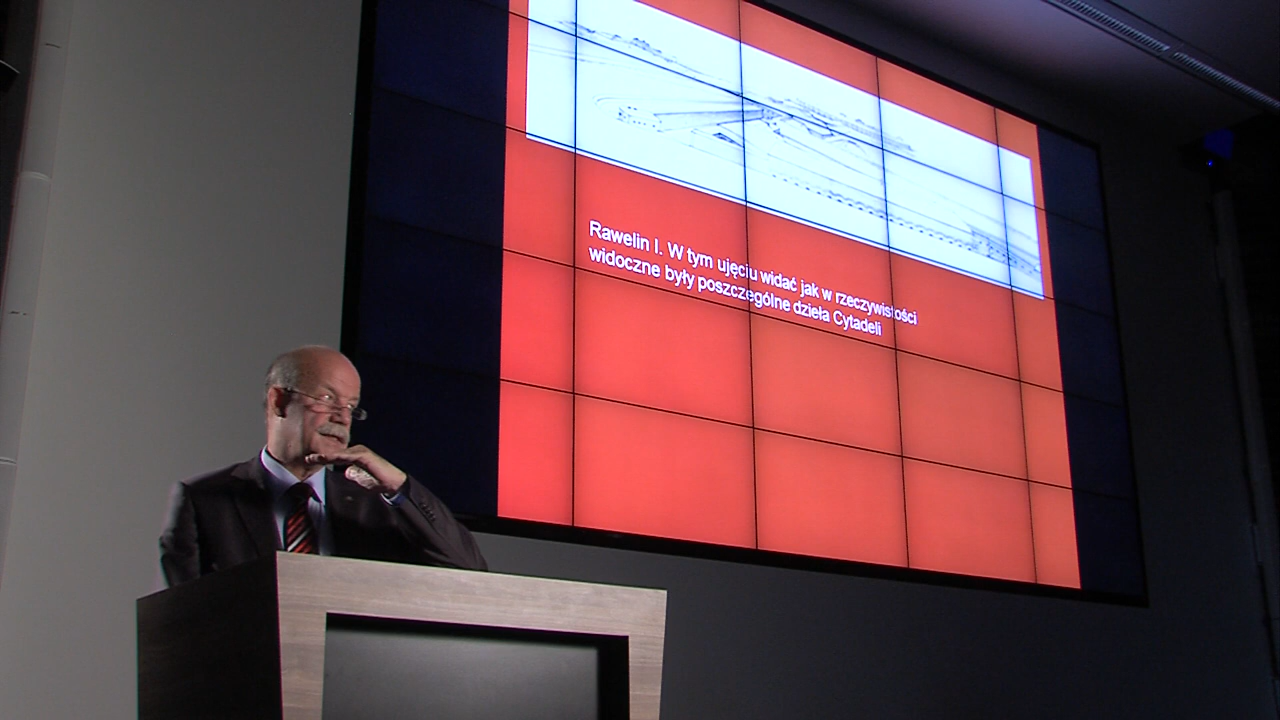 Rawelin I. W tym ujęciu widać jak w rzeczywistości
widoczne były poszczególne dzieła Cytadeli